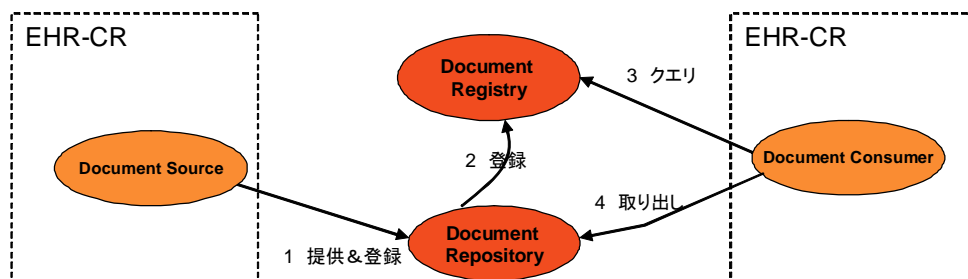 EHR-CR
EHR-CR
Document
Registry
3 クエリ
Document Source
2 登録
Document Consumer
4 取り出し
Document
Repository
1 提供＆登録